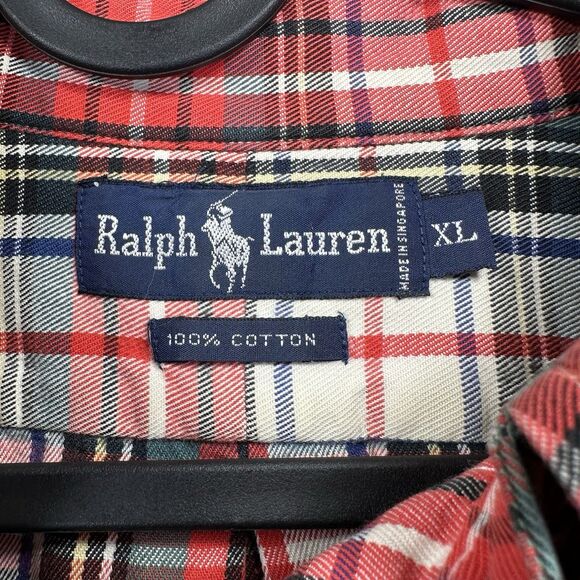 Ralph Lauren
MADE IN SINGAPORE
XL
100% COTTON